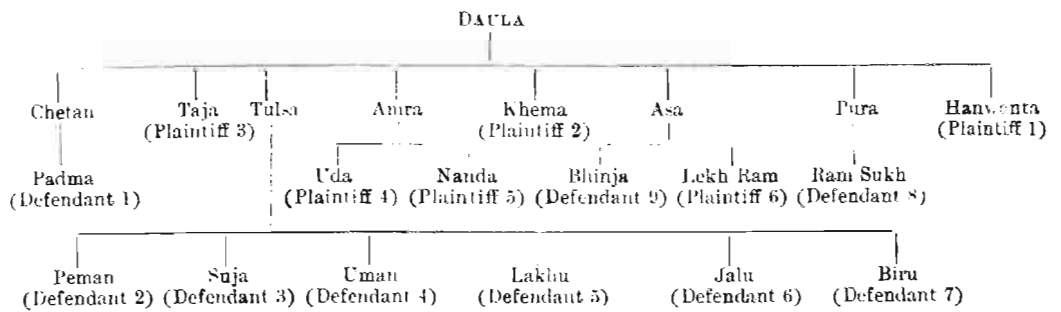 DAULA
Chetan Taja Tulsa Amra Khema Asa Pura Hanwanta
(Plaintiff 3) (Plaintiff 2) (Plaintiff 1)
Padma Uda Nanda Bhinja Lekh Ram Ram Sukh
(Defendant 1) (Plaintiff 4) (Plaintiff 5) (Defendant 9) (Plaintiff 6) (Defendant 8)
Peman Suja Uman Lakhu Jalu Biru
(Defendant 2) (Defendant 3) (Defendant 4) (Defendant 5) (Defendant 6) (Defendant 7)